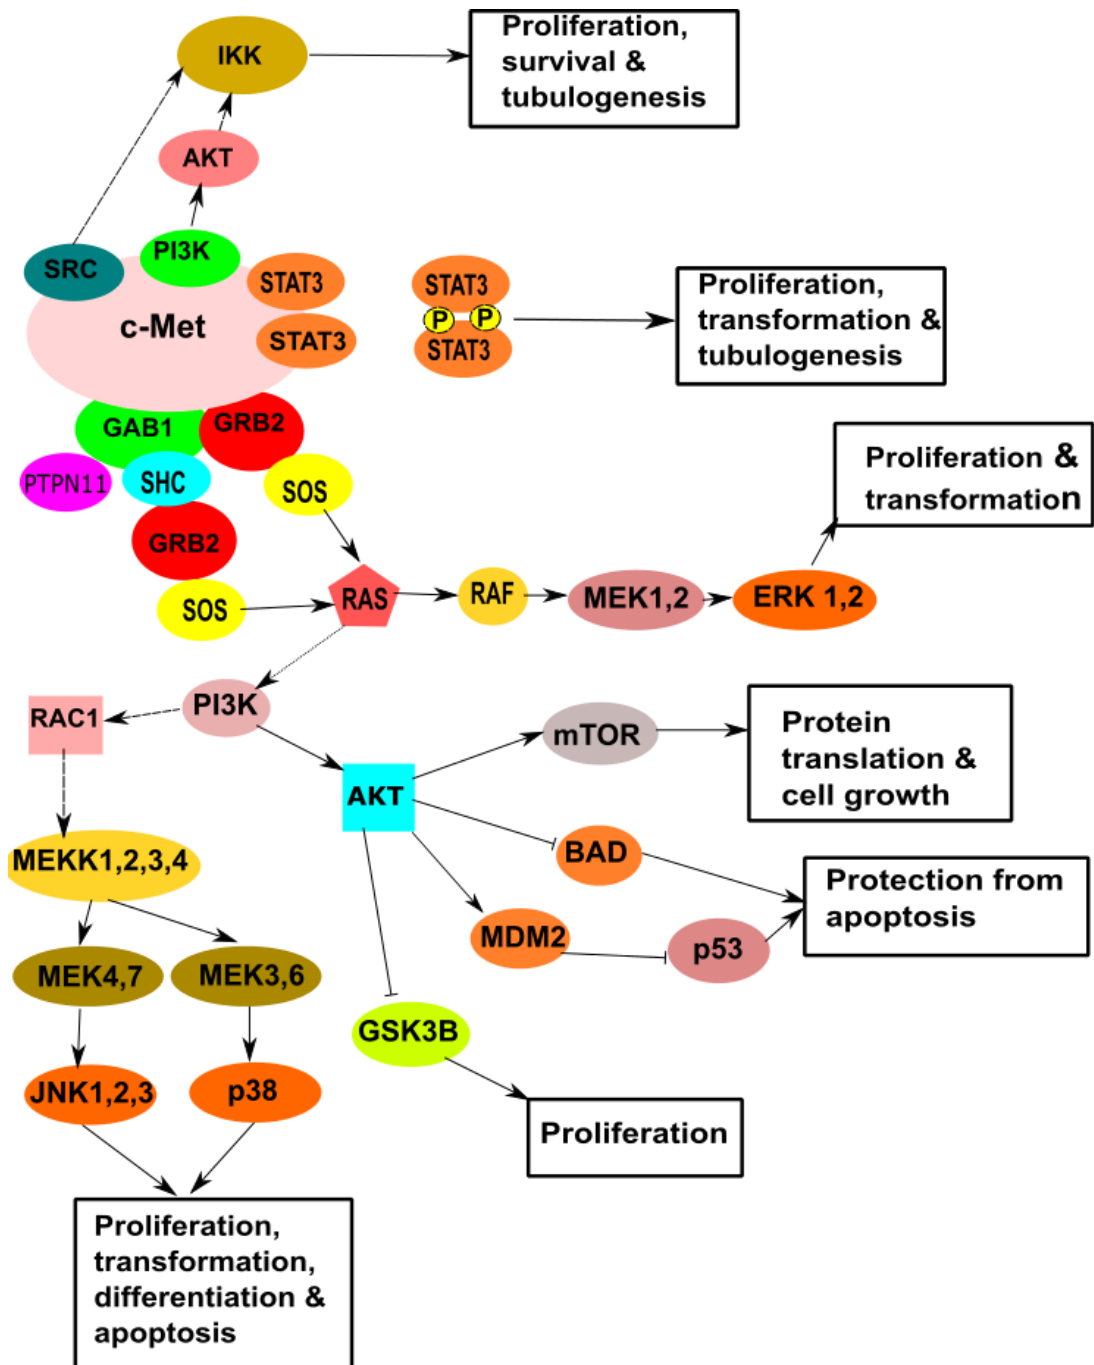 Proliferation,
survival &
tubulogenesis
IKK
AKT
PI3K
SRC
STAT3
c-Met
STAT3
STAT3
P P
STAT3
Proliferation,
transformation &
tubulogenesis
GAB1
GRB2
PTPN11
SHC
SOS
GRB2
SOS
Proliferation &
transformation
RAS
RAF
MEK1,2
ERK 1,2
PI3K
RAC1
mTOR
Protein
translation &
cell growth
AKT
BAD
MEKK1,2,3,4
Protection from
apoptosis
MDM2
p53
MEK4,7
MEK3,6
GSK3B
JNK1,2,3
p38
Proliferation
Proliferation,
transformation,
differentiation &
apoptosis